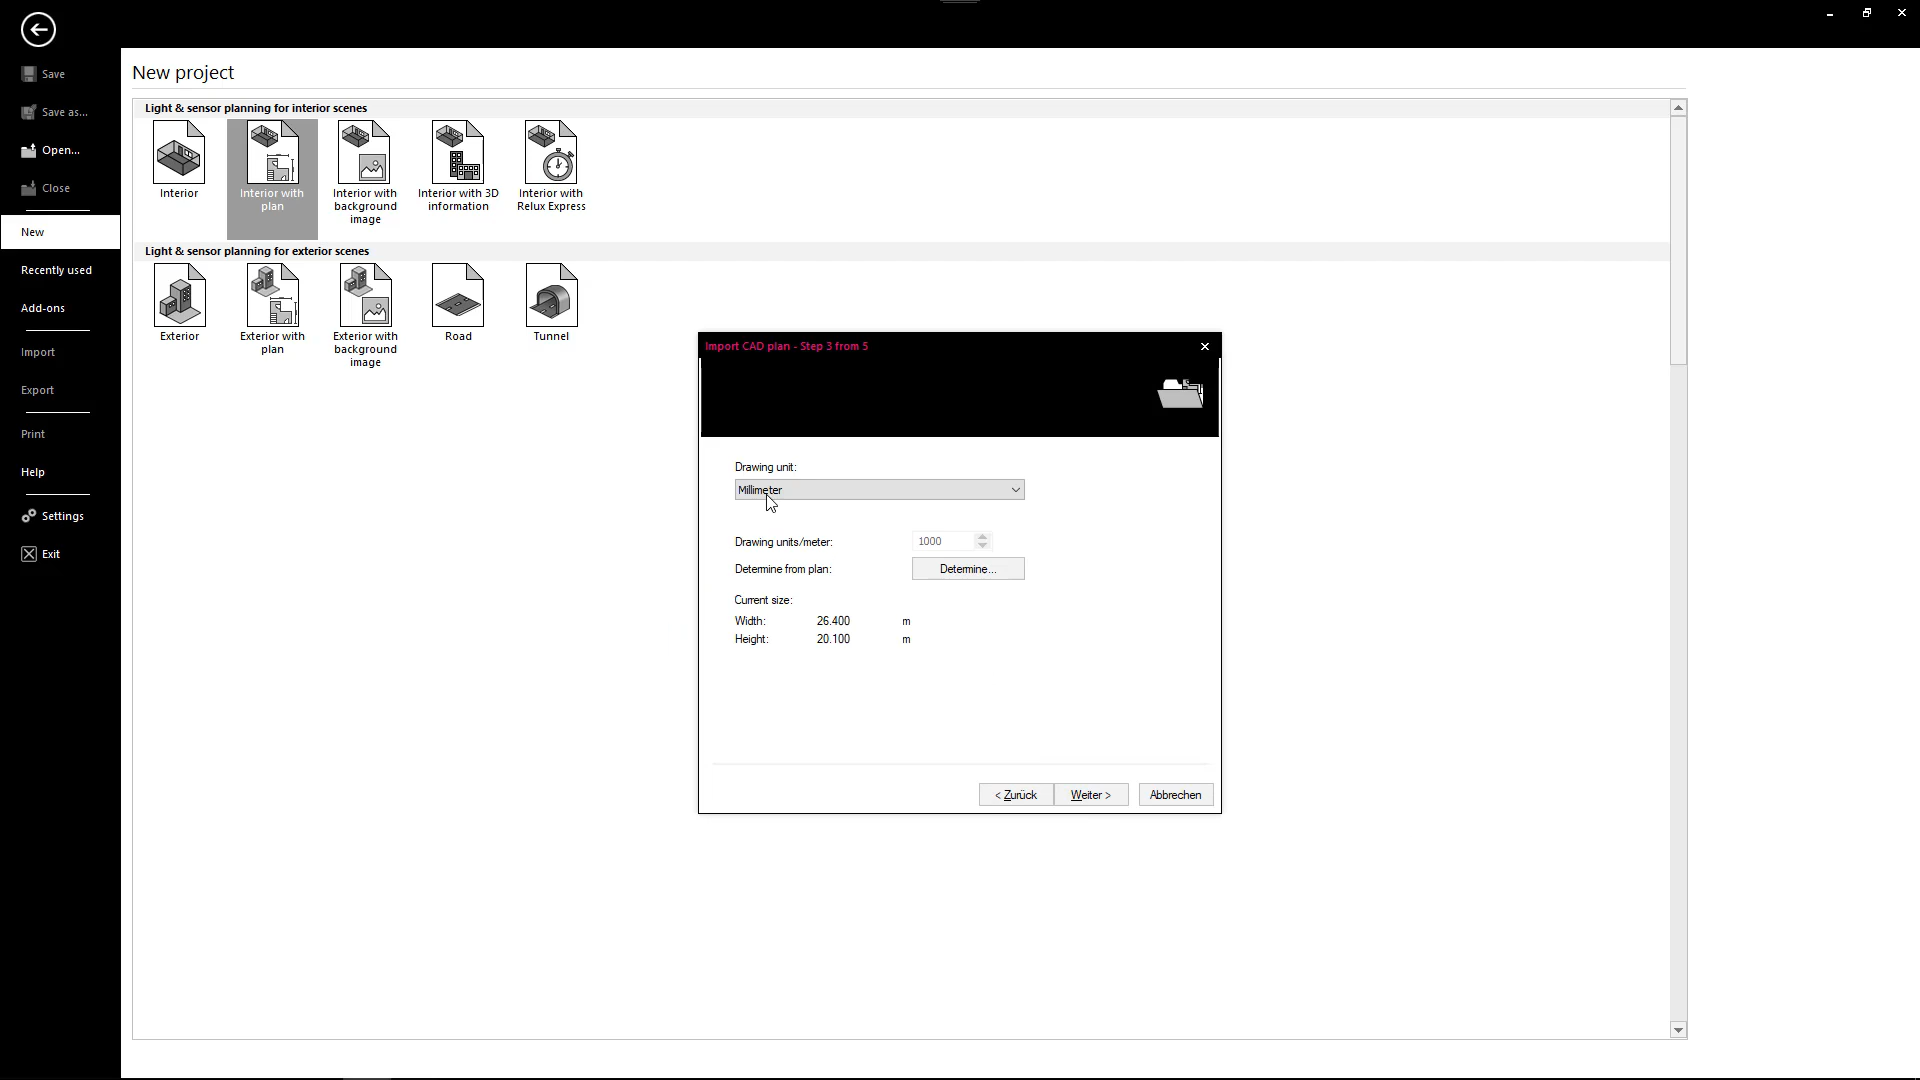 Save
Save as...
Open...
Close
New
Recently used
Add-ons
Import
Export
Print
Help
Settings
Exit
New project
Light & sensor planning for interior scenes
Interior
Interior with
plan
Interior with
background
image
Interior with 3D
information
Interior with
Relux Express
Light & sensor planning for exterior scenes
Exterior
Exterior with
plan
Exterior with
background
image
Road
Tunnel
Import CAD plan - Step 3 from 5
Drawing unit:
Millimeter
Drawing units/meter: 1000
Determine from plan: Determine...
Current size:
Width: 26.400 m
Height: 20.100 m
< Zurück Weiter > Abbrechen